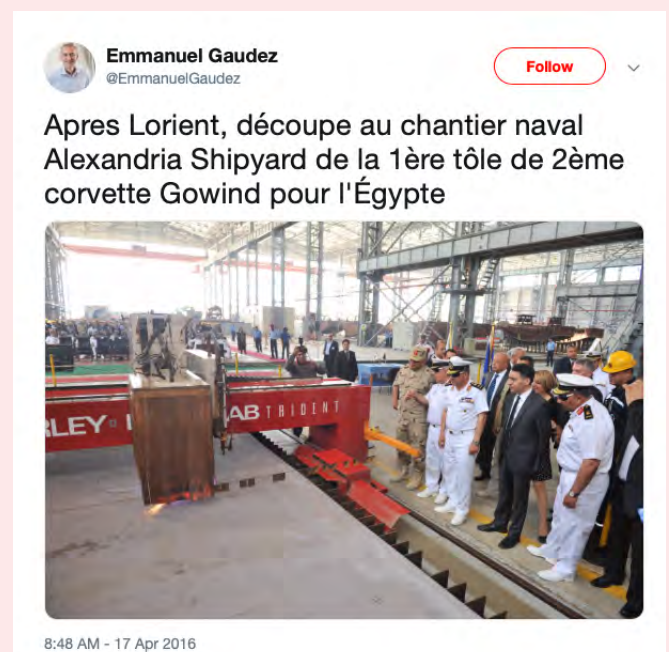 Emmanuel Gaudez
@EmmanuelGaudez
Follow
Apres Lorient, découpe au chantier naval
Alexandria Shipyard de la 1ère tôle de 2ème
corvette Gowind pour l'Égypte
RLEY
AB TRIDENT
8:48 AM - 17 Apr 2016